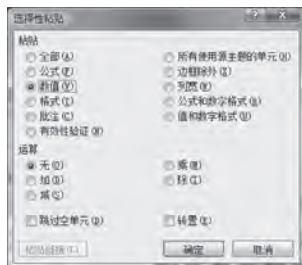 选择性粘贴
粘贴
全部(A) 所有使用源主题的单元(H)
公式(F) 边框除外(X)
数值(V) 列宽(W)
格式(T) 公式和数字格式(R)
批注(C) 值和数字格式(U)
有效性验证(N)
运算
无(O) 乘(M)
加(D) 除(I)
减(S)
跳过空单元(B) 转置(E)
粘贴链接(L) 确定 取消